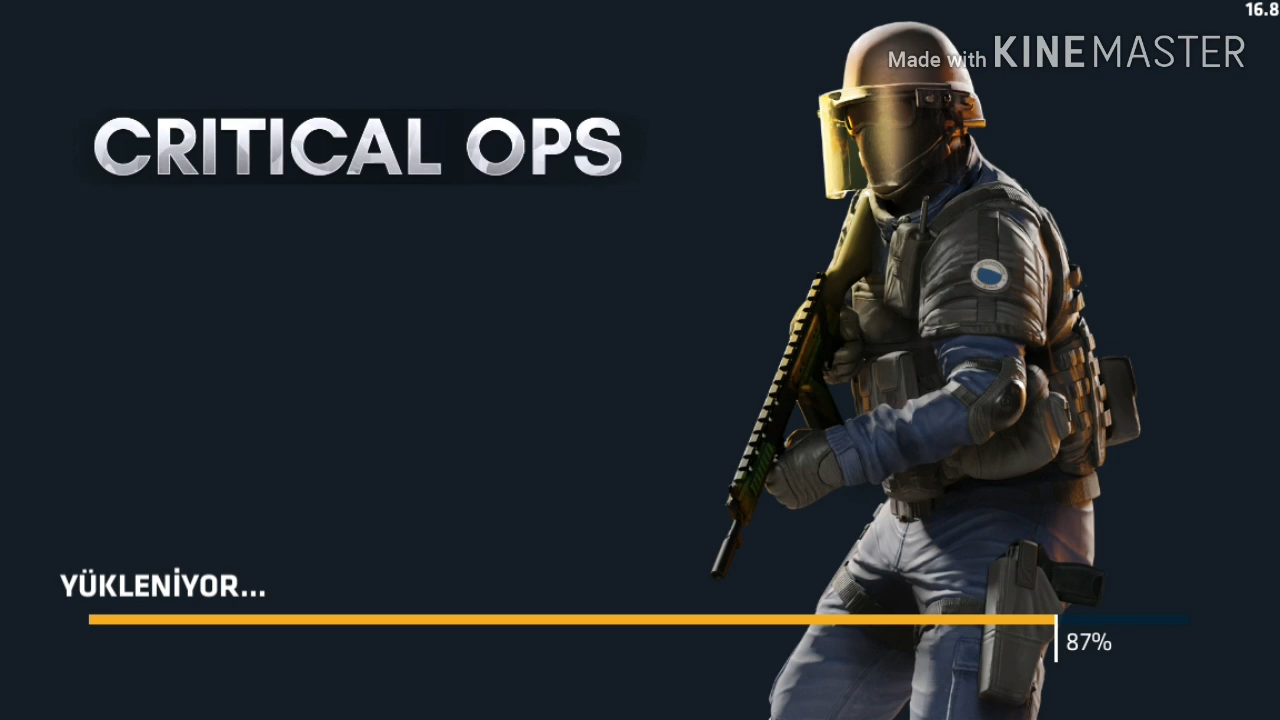 16.8
Made with KINEMASTER
CRITICAL OPS
YÜKLENİYOR...
87%